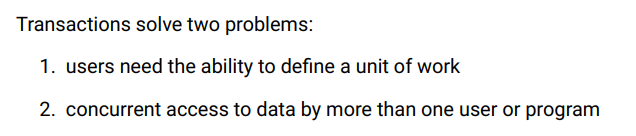 Transactions solve two problems:
1. users need the ability to define a unit of work
2. concurrent access to data by more than one user or program